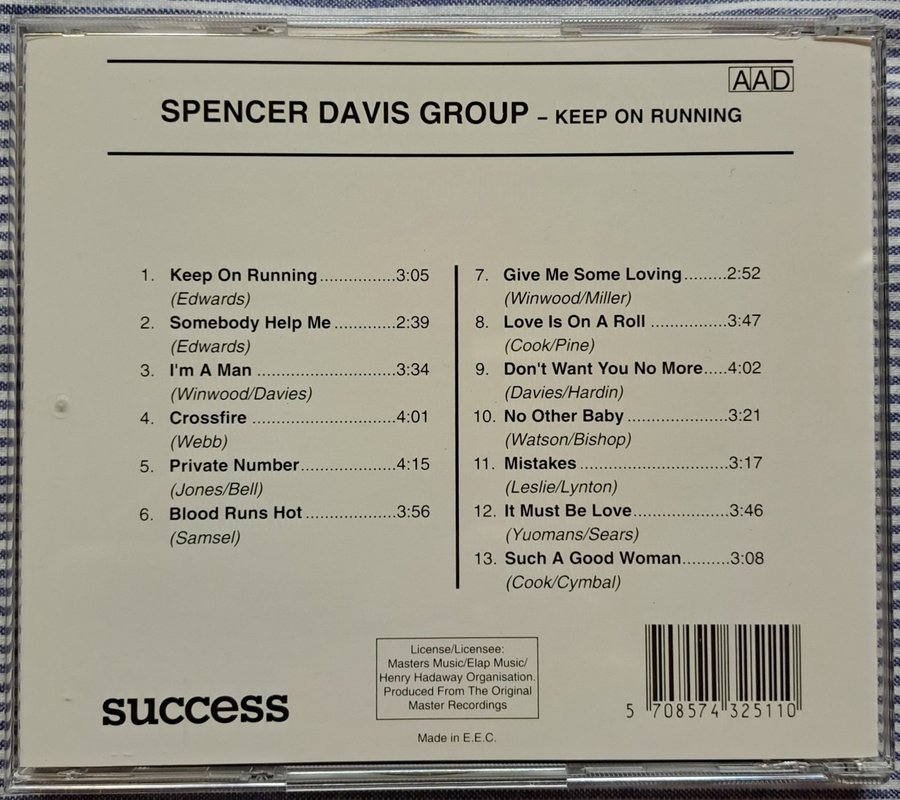 AAD
SPENCER DAVIS GROUP – KEEP ON RUNNING
1. Keep On Running..............3:05
(Edwards)
2. Somebody Help Me............2:39
(Edwards)
3. I'm A Man .........................3:34
(Winwood/Davies)
4. Crossfire ..........................4:01
(Webb)
5. Private Number.................4:15
(Jones/Bell)
6. Blood Runs Hot................3:56
(Samsel)
7. Give Me Some Loving........2:52
(Winwood/Miller)
8. Love Is On A Roll ..............3:47
(Cook/Pine)
9. Don't Want You No More.....4:02
(Davies/Hardin)
10. No Other Baby..................3:21
(Watson/Bishop)
11. Mistakes...........................3:17
(Leslie/Lynton)
12. It Must Be Love.................3:46
(Yuomans/Sears)
13. Such A Good Woman.........3:08
(Cook/Cymbal)
success
License/Licensee:
Masters Music/Elap Music/
Henry Hadaway Organisation.
Produced From The Original
Master Recordings
Made in E.E.C.
5 708574 325110